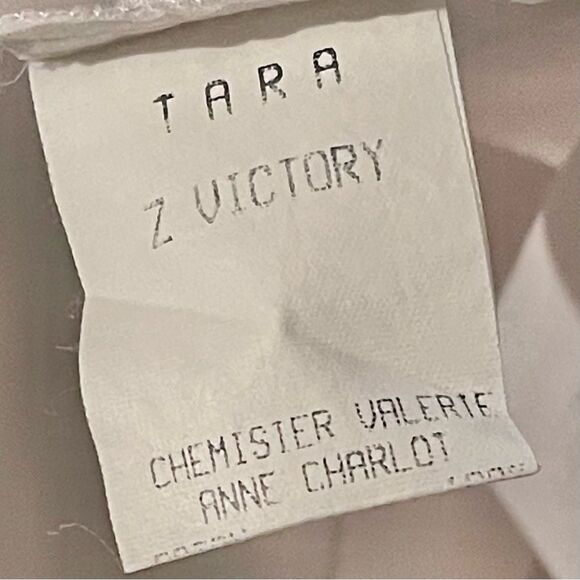 TARA
Z VICTORY
CHEMISIER VALERIE
ANNE CHARLOT